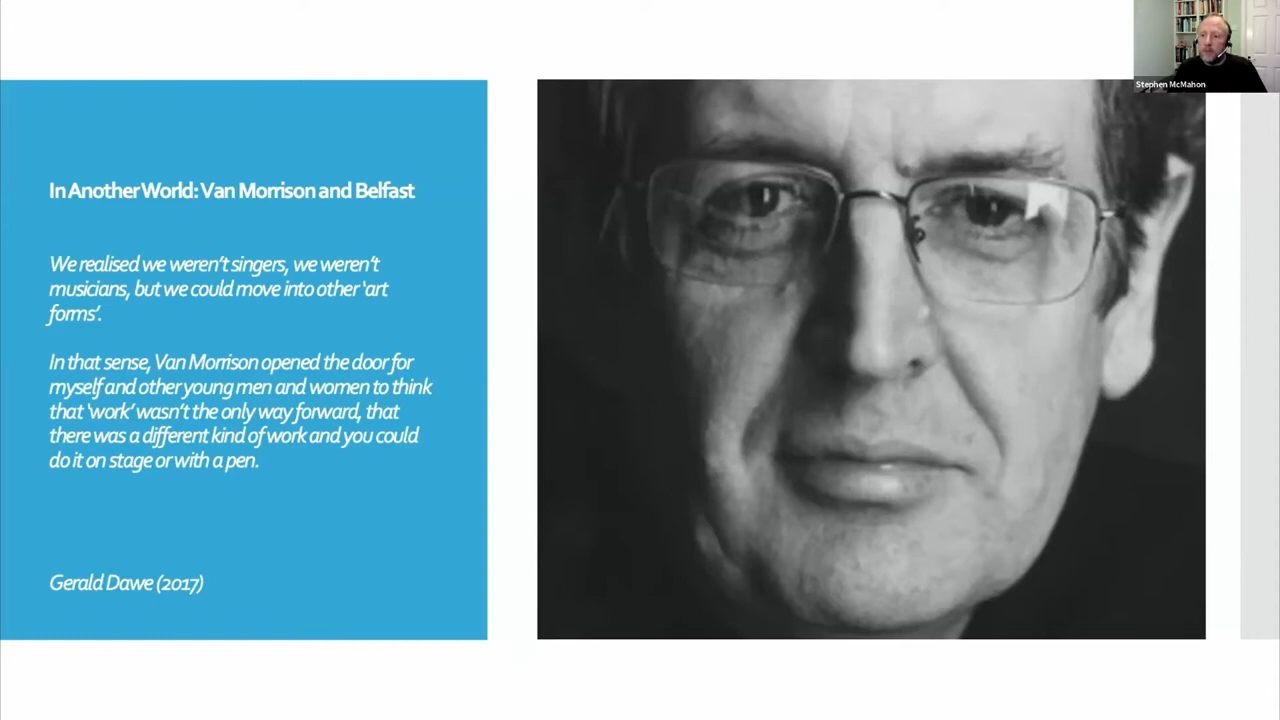 Stephen McMahon
In Another World: Van Morrison and Belfast
We realised we weren't singers, we weren't
musicians, but we could move into other 'art
forms'.
In that sense, Van Morrison opened the door for
myself and other young men and women to think
that 'work' wasn't the only way forward, that
there was a different kind of work and you could
do it on stage or with a pen.
Gerald Dawe (2017)